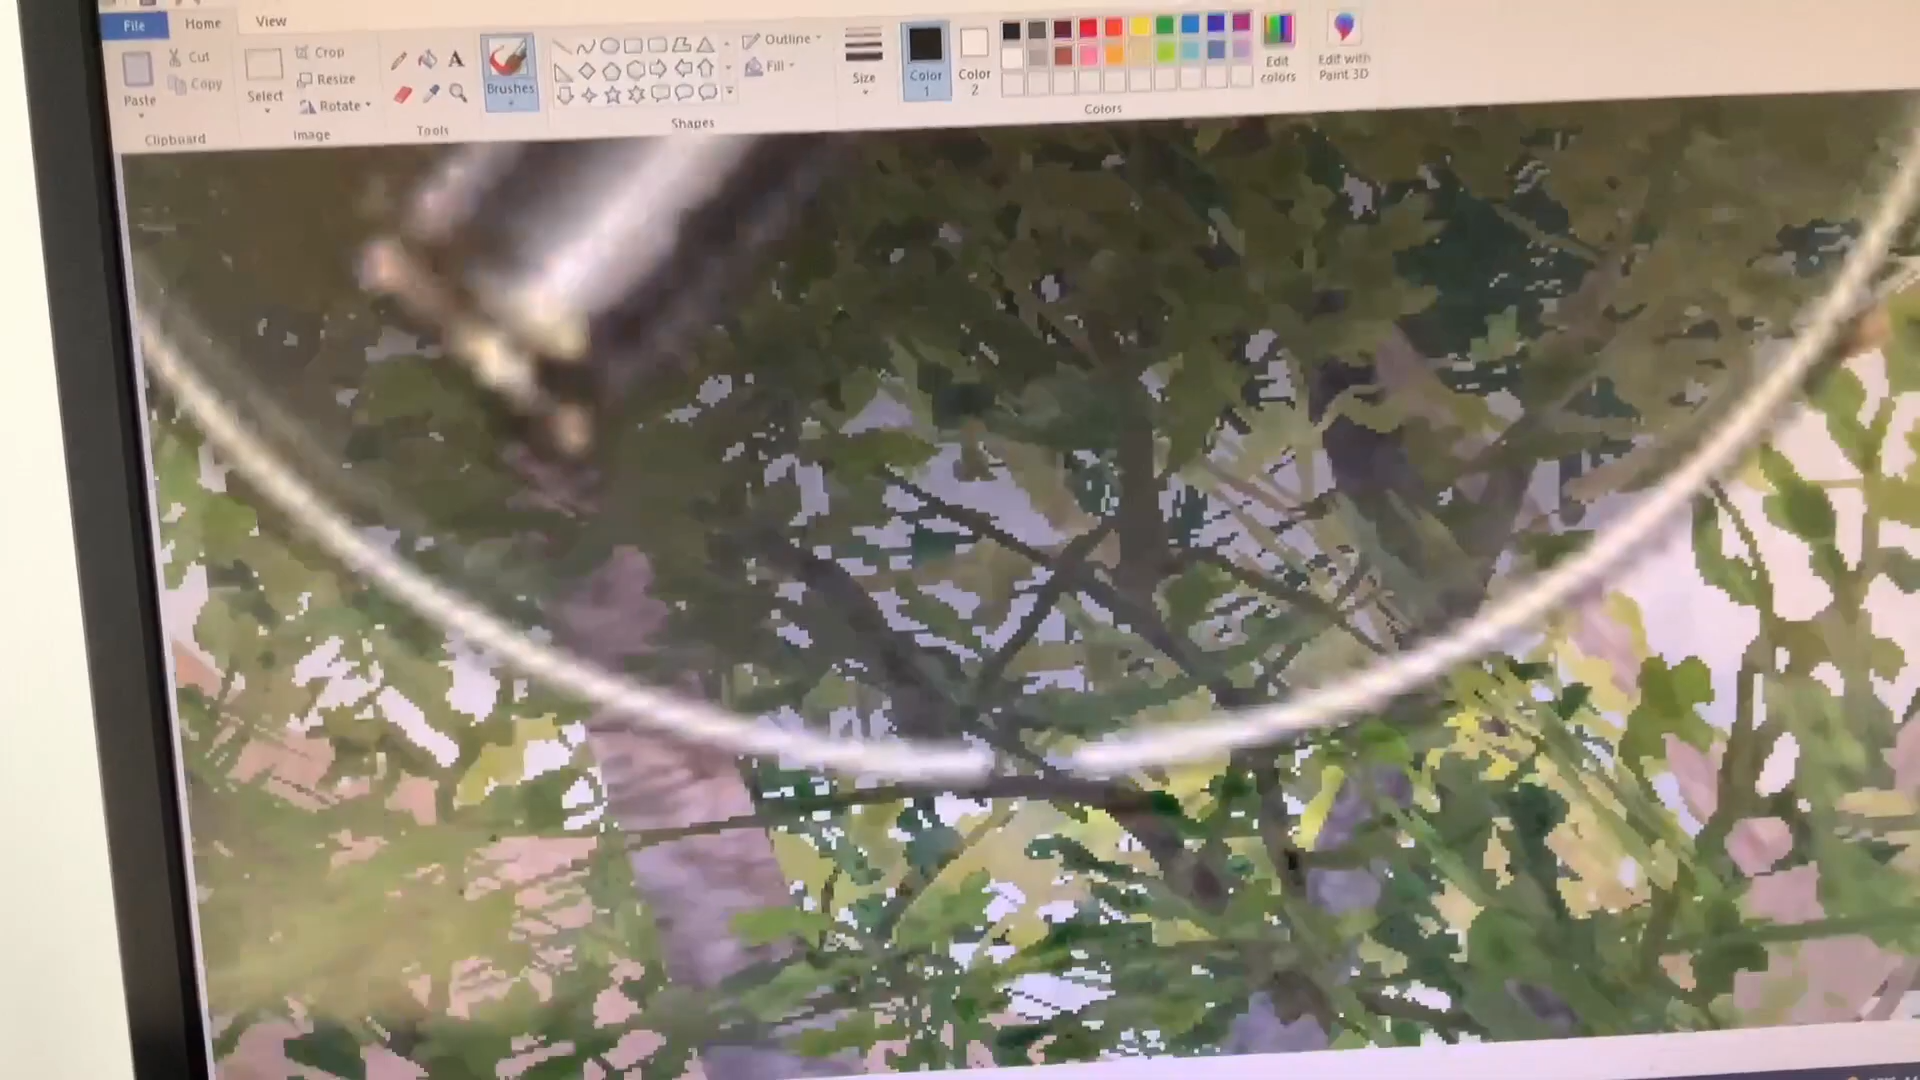 File Home View
Paste Cut Copy
Clipboard
Select Crop Resize Rotate
Image
A
Tools
Brushes
Outline Fill
Shapes
Size
Color 1
Color 2
Edit colors
Colors
Edit with Paint 3D